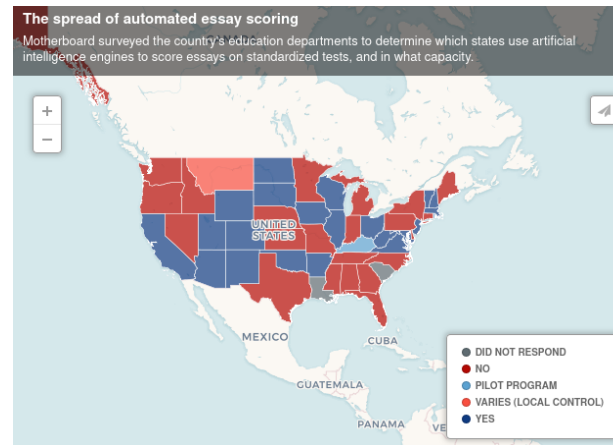 The spread of automated essay scoring
Motherboard surveyed the country's education departments to determine which states use artificial
intelligence engines to score essays on standardized tests, and in what capacity.
CANADA
+
−
UNITED
STATES
MEXICO
CUBA
GUATEMALA
PANAMA
VE
DID NOT RESPOND
NO
PILOT PROGRAM
VARIES (LOCAL CONTROL)
YES